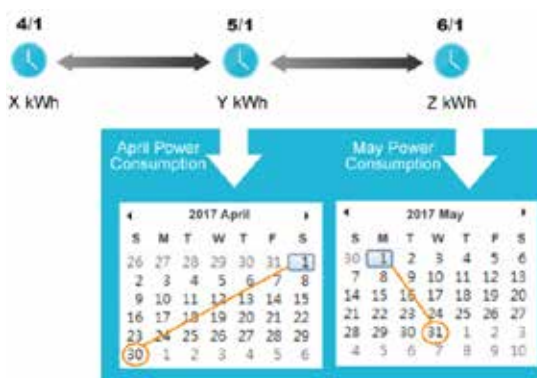 4/1 5/1 6/1
X kWh Y kWh Z kWh
April Power
Consumption
May Power
Consumption
2017 April
S M T W T F S
26 27 28 29 30 31 1
2 3 4 5 6 7 8
9 10 11 12 13 14 15
16 17 18 19 20 21 22
23 24 25 26 27 28 29
30 1 2 3 4 5 6
2017 May
S M T W T F S
30 1 2 3 4 5 6
7 8 9 10 11 12 13
14 15 16 17 18 19 20
21 22 23 24 25 26 27
28 29 30 31 1 2 3
4 5 6 7 8 9 10